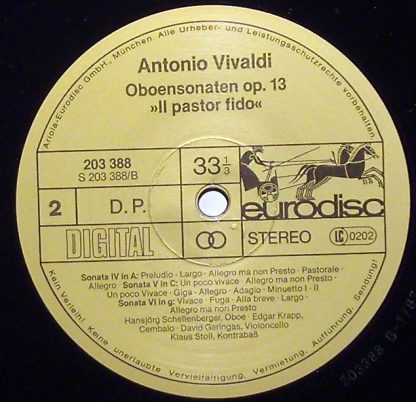 Ariola-Eurodisc GmbH., München. Alle Urheber- und Leistungsschutzrechte vorbehalten.
Antonio Vivaldi
Oboensonaten op. 13
»Il pastor fido«
203 388
S 203 388/B
33 1/3
2
D.P.
eurodisc
DIGITAL
STEREO
LC 0202
Sonata IV in A: Preludio · Largo · Allegro ma non Presto · Pastorale ·
Allegro Sonata V in C: Un poco vivace · Allegro ma non Presto ·
Un poco Vivace · Giga - Allegro · Adagio · Minuetto I - II
Sonata VI in g: Vivace · Fuga · Alla breve · Largo ·
Allegro ma non Presto
Hansjörg Schellenberger, Oboe · Edgar Krapp,
Cembalo · David Geringas, Violoncello
Klaus Stoll, Kontrabaß
Kein Verleih! Keine unerlaubte Vervielfältigung, Vermietung, Aufführung, Sendung!